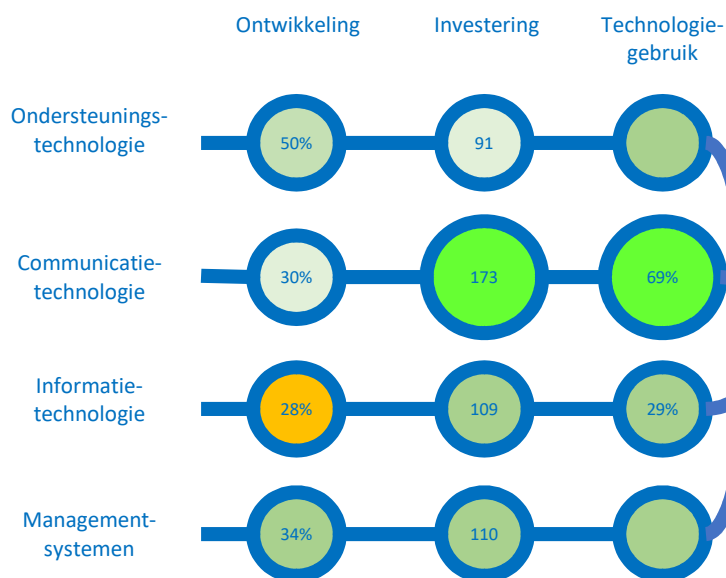 Ontwikkeling Investering Technologie-
gebruik
Ondersteunings-
technologie
50% 91
Communicatie-
technologie
30% 173 69%
Informatie-
technologie
28% 109 29%
Management-
systemen
34% 110